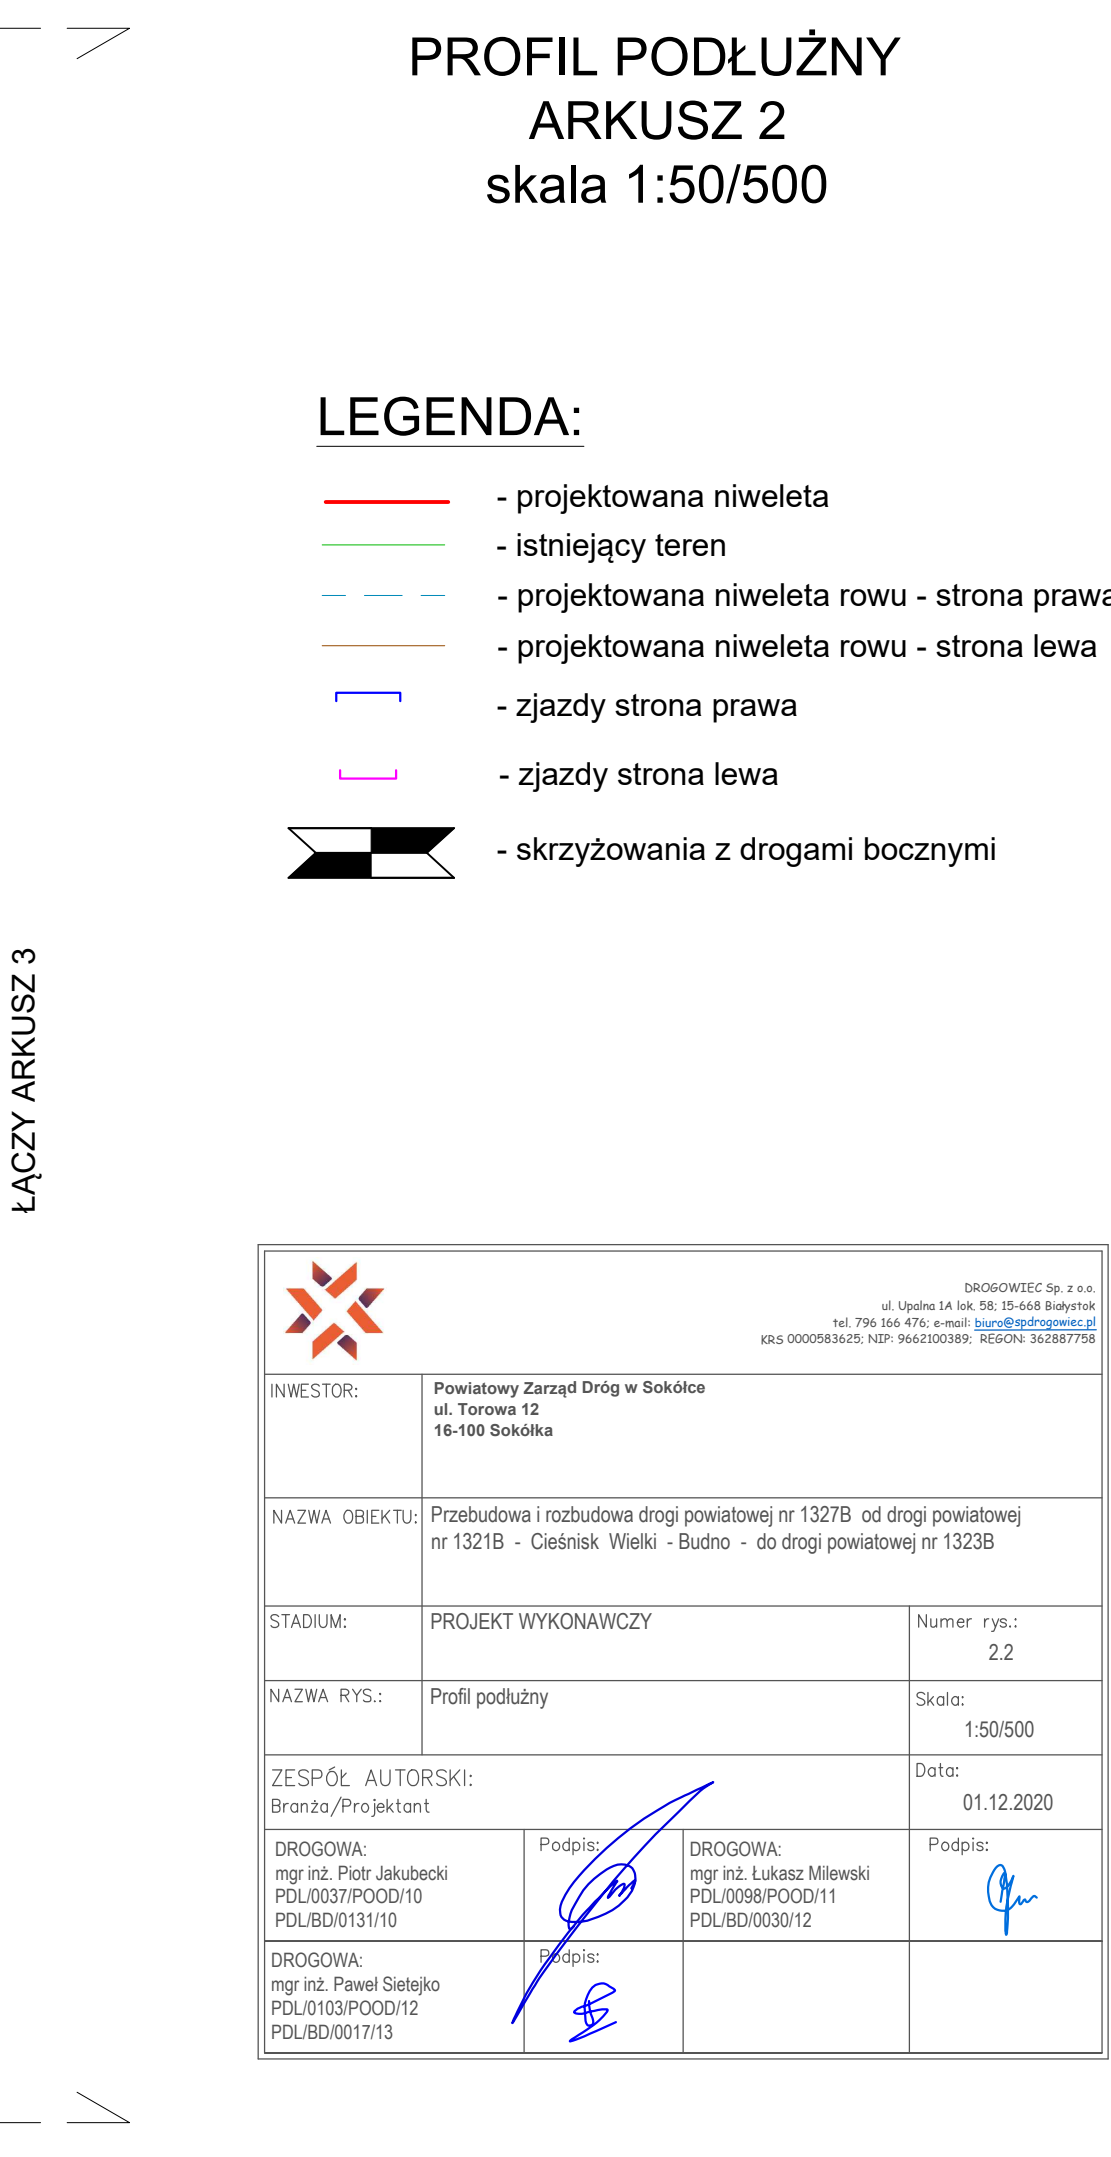 PROFIL PODŁUŻNY
ARKUSZ 2
skala 1:50/500
LEGENDA:
- projektowana niweleta
- istniejący teren
- projektowana niweleta rowu - strona prawa
- projektowana niweleta rowu - strona lewa
- zjazdy strona prawa
- zjazdy strona lewa
- skrzyżowania z drogami bocznymi
ŁĄCZY ARKUSZ 3
DROGOWIEC Sp. z o.o.
ul. Upalna 1A lok. 58; 15-668 Białystok
tel. 796 166 476; e-mail: biuro@spdrogowiec.pl
KRS 0000583625; NIP: 9662100389; REGON: 362887758
INWESTOR:
Powiatowy Zarząd Dróg w Sokółce
ul. Torowa 12
16-100 Sokółka
NAZWA OBIEKTU:
Przebudowa i rozbudowa drogi powiatowej nr 1327B od drogi powiatowej
nr 1321B - Cieśnisk Wielki - Budno - do drogi powiatowej nr 1323B
STADIUM:
PROJEKT WYKONAWCZY
Numer rys.:
2.2
NAZWA RYS.:
Profil podłużny
Skala:
1:50/500
ZESPÓŁ AUTORSKI:
Branża/Projektant
Data:
01.12.2020
DROGOWA:
mgr inż. Piotr Jakubecki
PDL/0037/POOD/10
PDL/BD/0131/10
Podpis:
DROGOWA:
mgr inż. Łukasz Milewski
PDL/0098/POOD/11
PDL/BD/0030/12
Podpis:
DROGOWA:
mgr inż. Paweł Sietejko
PDL/0103/POOD/12
PDL/BD/0017/13
Podpis: